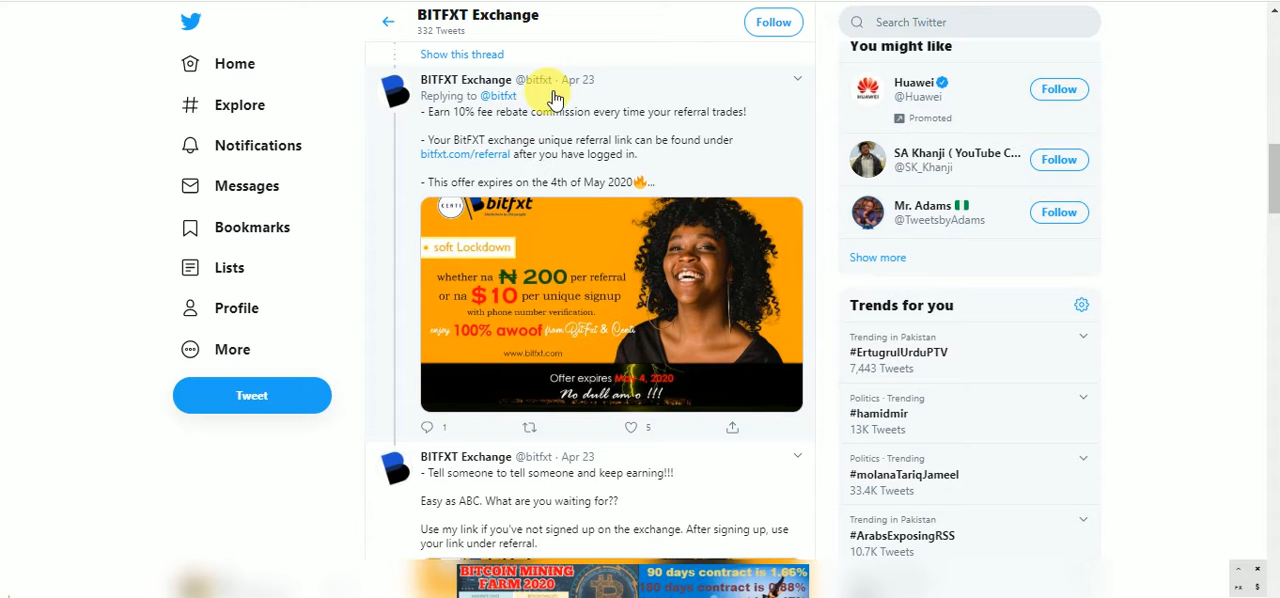 BITFXT Exchange
332 Tweets
Follow
Search Twitter
Home
Explore
Notifications
Messages
Bookmarks
Lists
Profile
More
Tweet
Show this thread
BITFXT Exchange @bitfxt · Apr 23
Replying to @bitfxt
- Earn 10% fee rebate commission every time your referral trades!
- Your BitFXT exchange unique referral link can be found under
bitfxt.com/referral after you have logged in.
- This offer expires on the 4th of May 2020🔥...
CENTI
bitfxt
soft Lockdown
whether na ₦ 200 per referral
or na $10 per unique signup
with phone number verification.
enjoy 100% awoof from BitFxt & Centi
www.bitfxt.com
Offer expires May 4, 2020
No dull am o !!!
1
5
BITFXT Exchange @bitfxt · Apr 23
- Tell someone to tell someone and keep earning!!!
Easy as ABC. What are you waiting for??
Use my link if you've not signed up on the exchange. After signing up, use
your link under referral.
BITCOIN MINING
FARM 2020
90 days contract is 1.66%
180 days contract is 0.88%
You might like
Huawei
@Huawei
Promoted
Follow
SA Khanji ( YouTube C...
@SK_Khanji
Follow
Mr. Adams 🇳🇬
@TweetsbyAdams
Follow
Show more
Trends for you
Trending in Pakistan
#ErtugrulUrduPTV
7,443 Tweets
Politics · Trending
#hamidmir
13K Tweets
Politics · Trending
#molanaTariqJameel
33.4K Tweets
Trending in Pakistan
#ArabsExposingRSS
10.7K Tweets